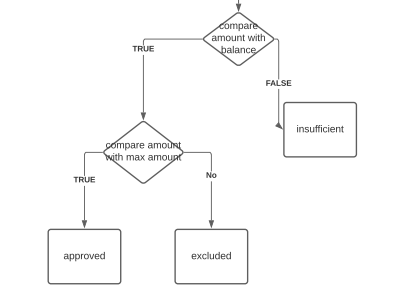 compare
amount with
balance
TRUE
FALSE
insufficient
compare amount
with max amount
TRUE
No
approved
excluded